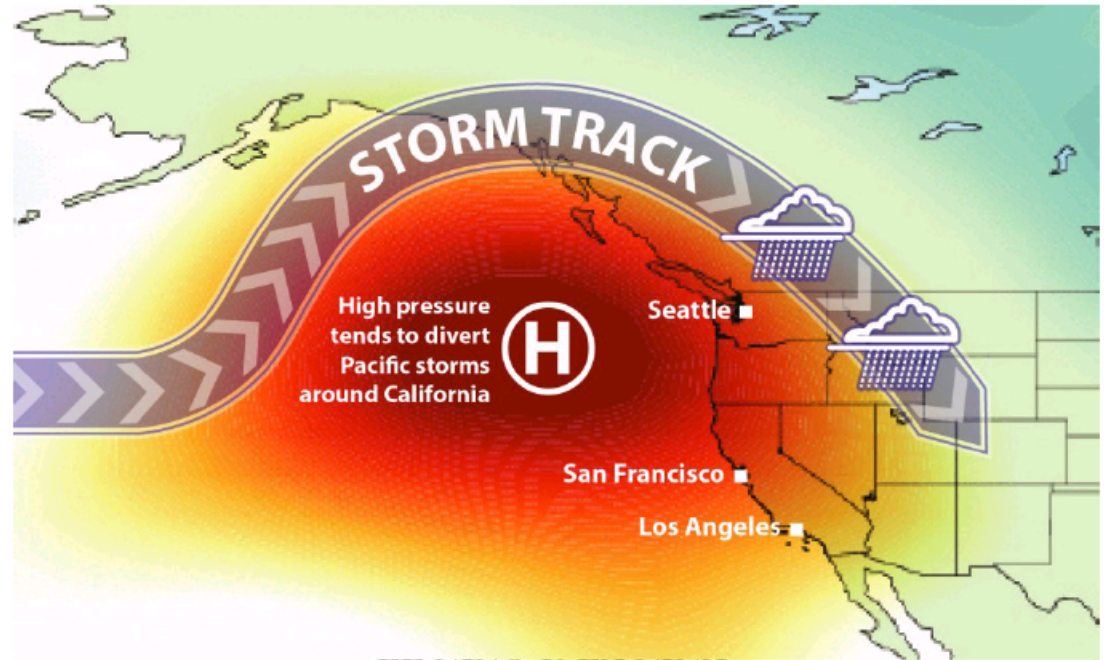 STORM TRACK
High pressure
tends to divert
Pacific storms
around California
H
Seattle
San Francisco
Los Angeles